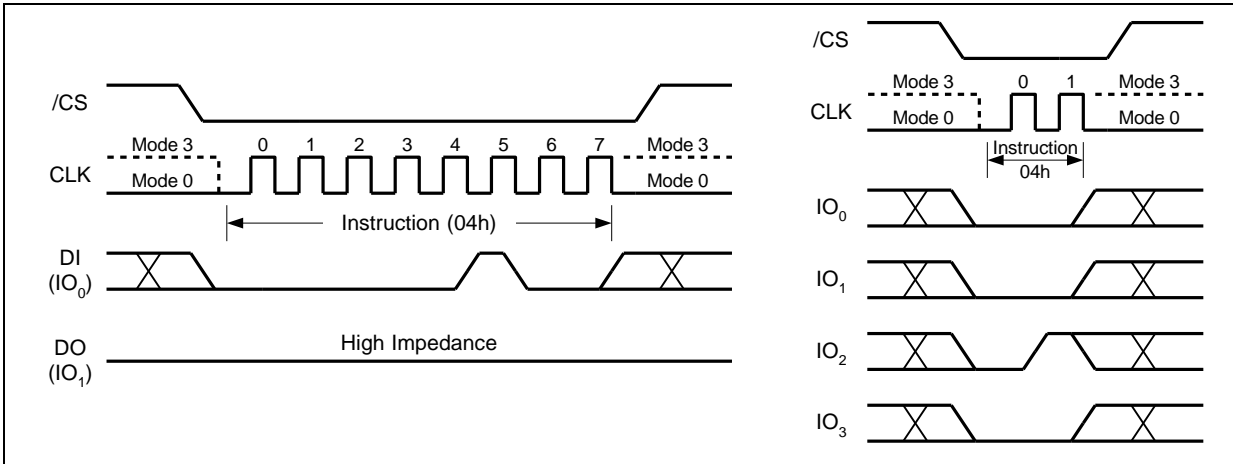 /CS
Mode 3
0 1 2 3 4 5 6 7
Mode 3
CLK
Mode 0
Mode 0
Instruction (04h)
DI
(IO0)
High Impedance
DO
(IO1)
/CS
Mode 3
0 1
Mode 3
CLK
Mode 0
Mode 0
Instruction
04h
IO0
IO1
IO2
IO3